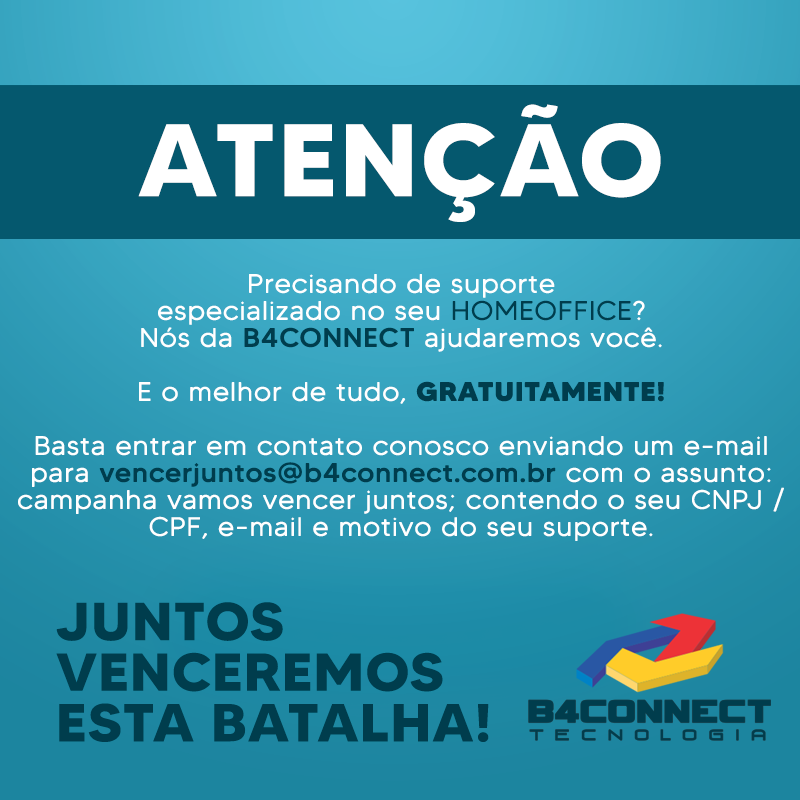 ATENÇÃO
Precisando de suporte
especializado no seu HOMEOFFICE?
Nós da B4CONNECT ajudaremos você.
E o melhor de tudo, GRATUITAMENTE!
Basta entrar em contato conosco enviando um e-mail
para vencerjuntos@b4connect.com.br com o assunto:
campanha vamos vencer juntos; contendo o seu CNPJ /
CPF, e-mail e motivo do seu suporte.
JUNTOS
VENCEREMOS
ESTA BATALHA!
B4CONNECT
TECNOLOGIA